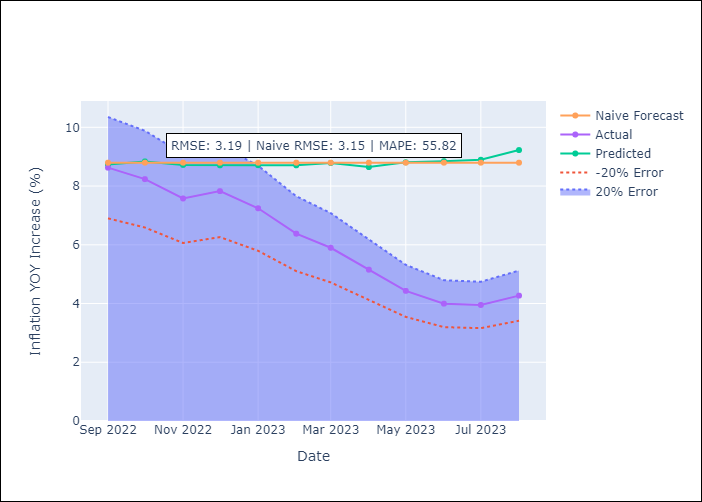 RMSE: 3.19 | Naive RMSE: 3.15 | MAPE: 55.82
Naive Forecast
Actual
Predicted
-20% Error
20% Error
Inflation YOY Increase (%)
10
8
6
4
2
0
Sep 2022
Nov 2022
Jan 2023
Mar 2023
May 2023
Jul 2023
Date